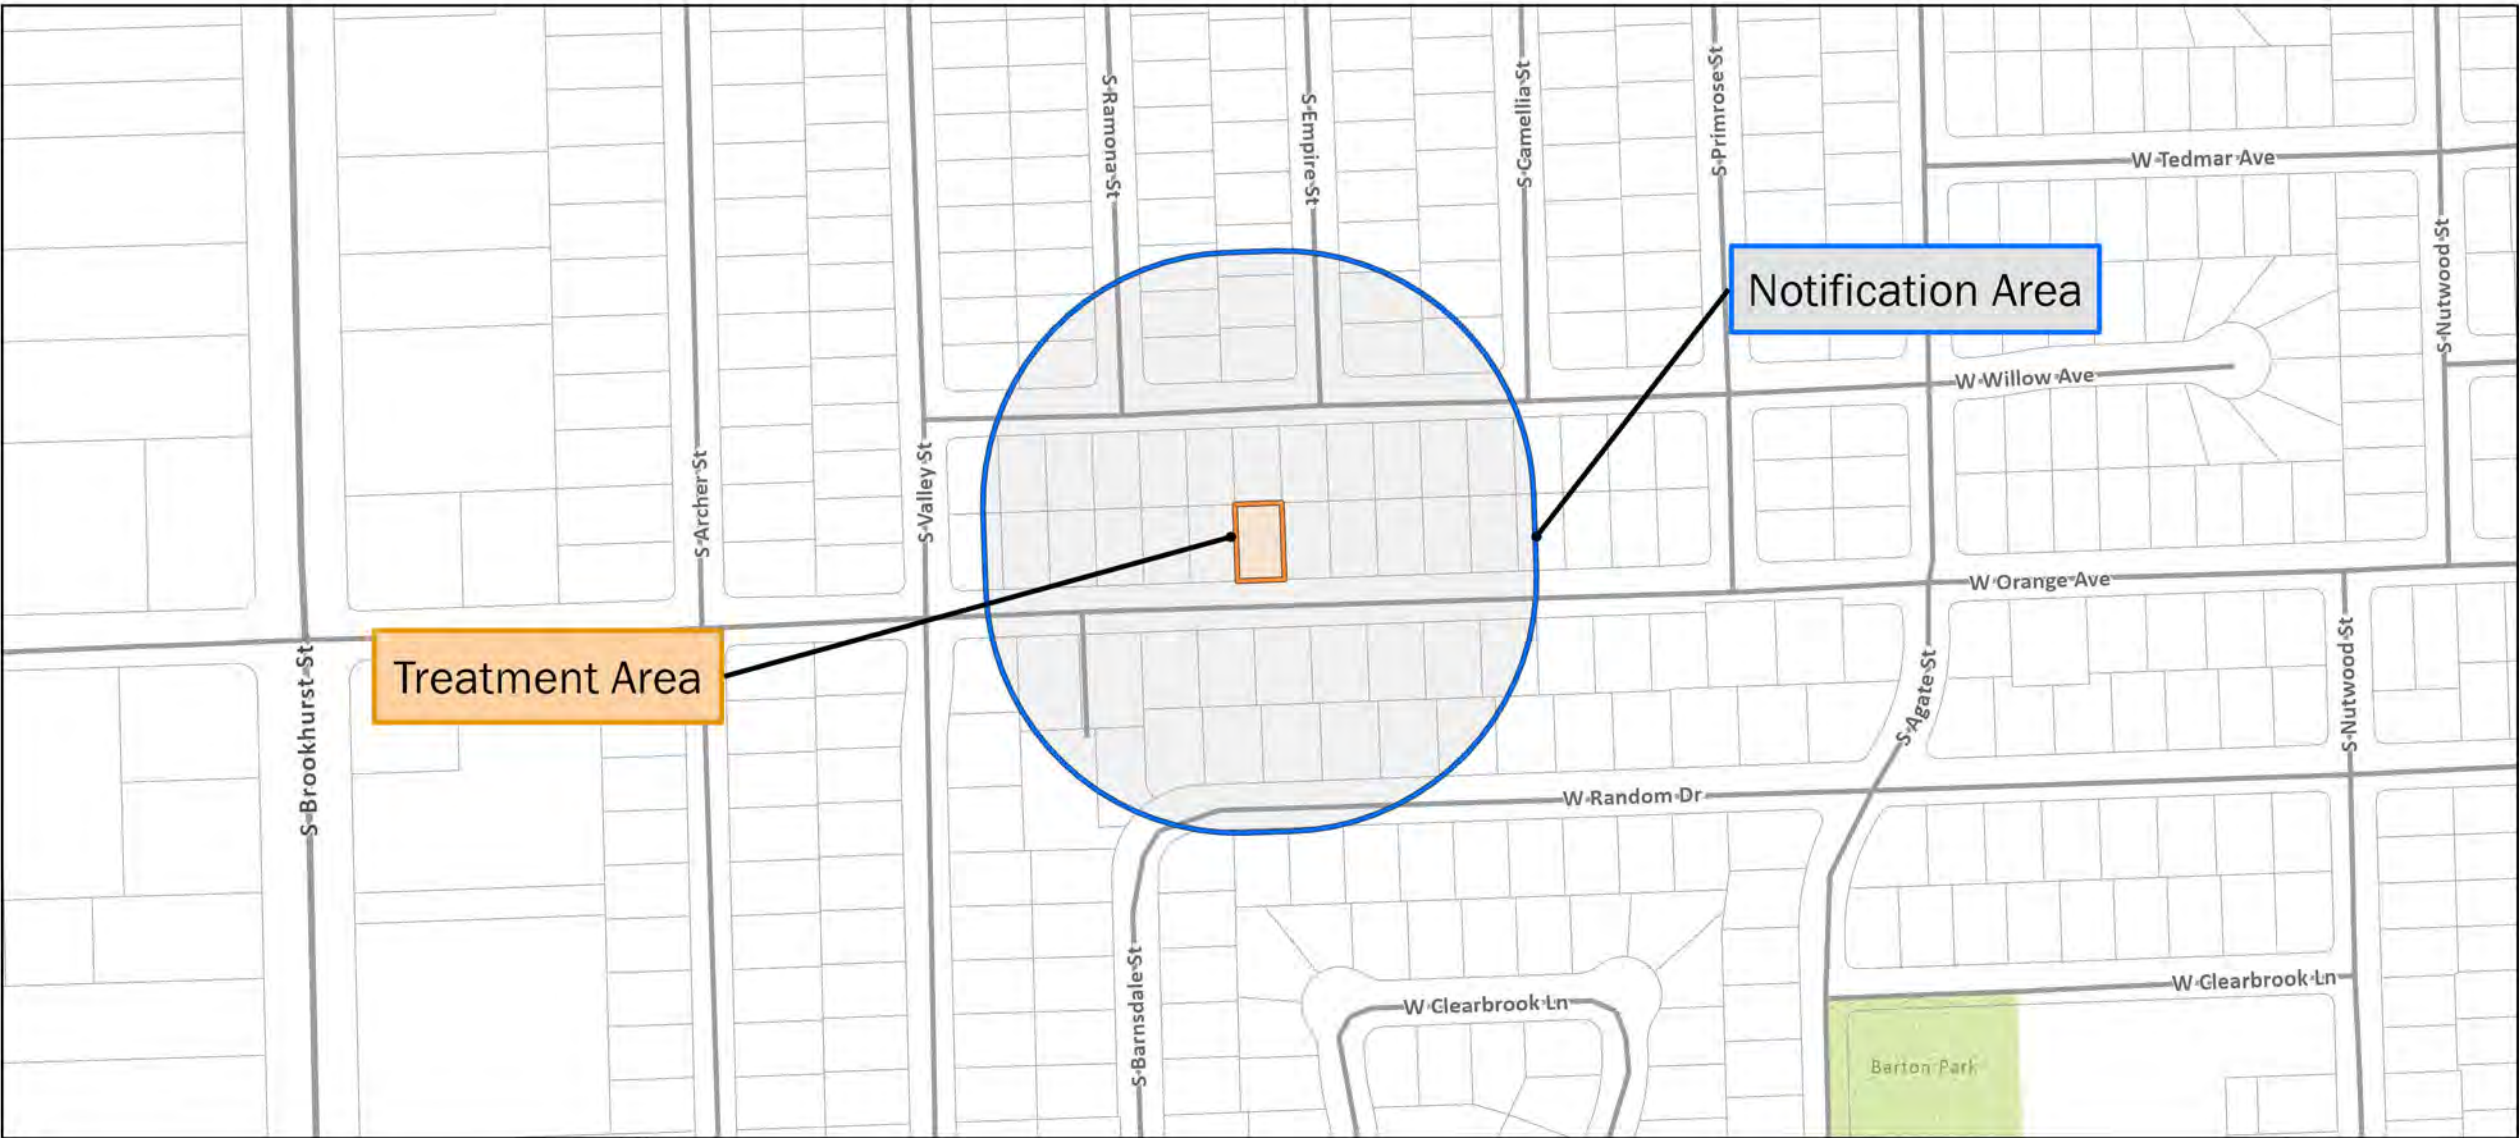 S Ramona St
S Empire St
S Camellia St
S Primrose St
W Tedmar Ave
S Nutwood St
Notification Area
W Willow Ave
S Archer St
S Valley St
W Orange Ave
Treatment Area
S Brookhurst St
S Agate St
S Nutwood St
W Random Dr
S Barnsdale St
W Clearbrook Ln
W Clearbrook Ln
Barton Park